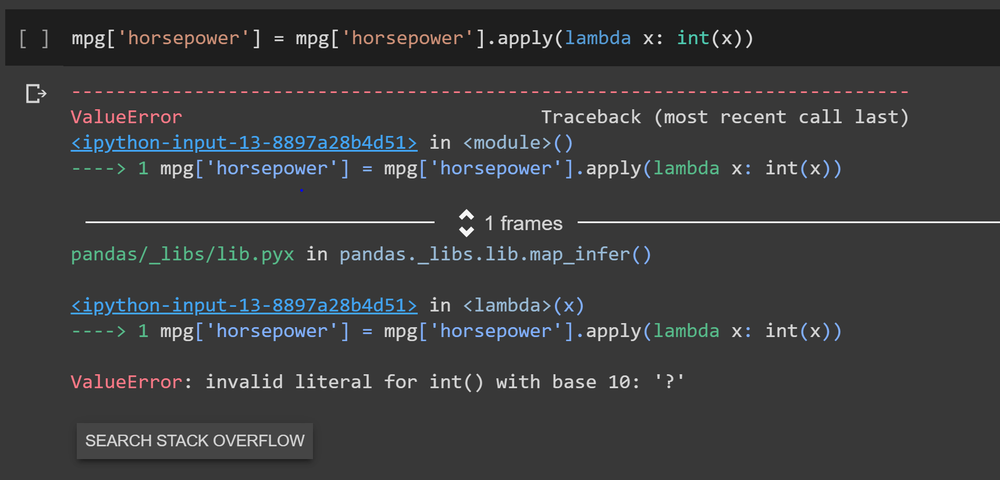 [ ] mpg['horsepower'] = mpg['horsepower'].apply(lambda x: int(x))
---------------------------------------------------------------------------
ValueError                                Traceback (most recent call last)
<ipython-input-13-8897a28b4d51> in <module>()
----> 1 mpg['horsepower'] = mpg['horsepower'].apply(lambda x: int(x))
1 frames
pandas/_libs/lib.pyx in pandas._libs.lib.map_infer()
<ipython-input-13-8897a28b4d51> in <lambda>(x)
----> 1 mpg['horsepower'] = mpg['horsepower'].apply(lambda x: int(x))
ValueError: invalid literal for int() with base 10: '?'
SEARCH STACK OVERFLOW